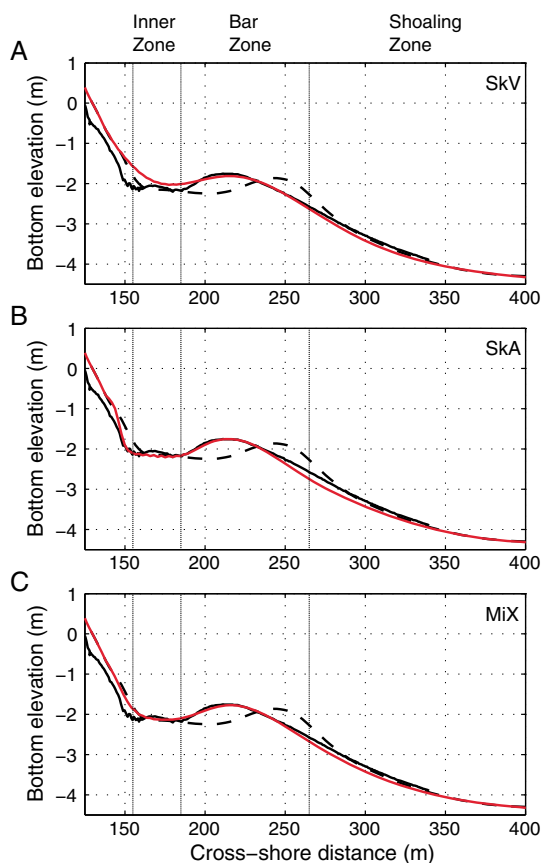 Inner Zone
Bar Zone
Shoaling Zone
A
SkV
1
0
−1
−2
−3
−4
Bottom elevation (m)
150 200 250 300 350 400
B
SkA
1
0
−1
−2
−3
−4
Bottom elevation (m)
150 200 250 300 350 400
C
MiX
1
0
−1
−2
−3
−4
Bottom elevation (m)
150 200 250 300 350 400
Cross−shore distance (m)